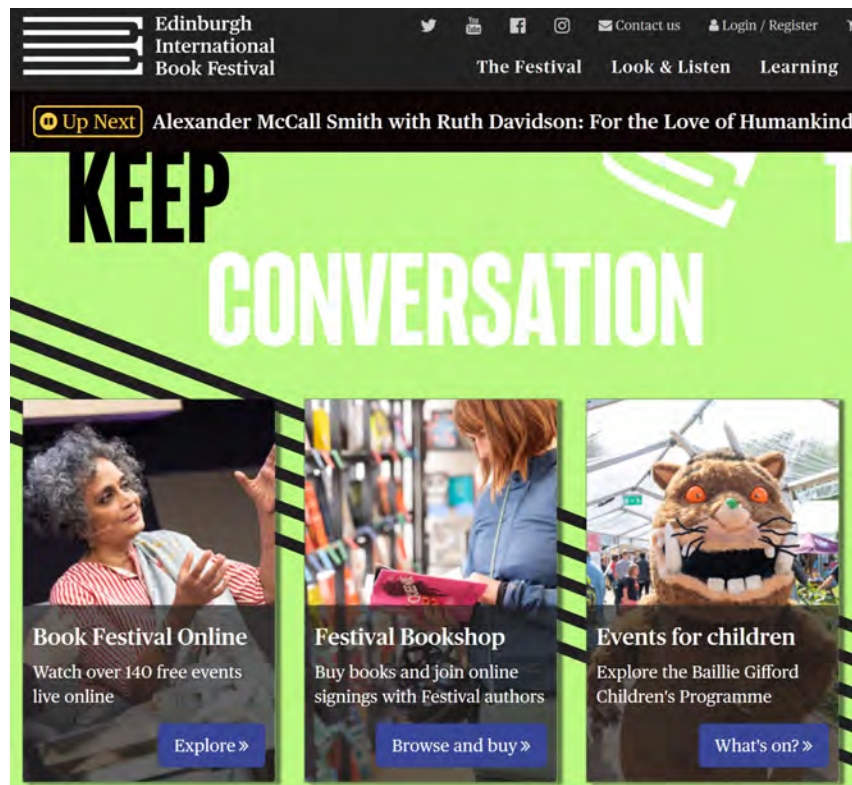 Edinburgh
International
Book Festival
You Tube
Contact us
Login / Register
The Festival Look & Listen Learning
Up Next Alexander McCall Smith with Ruth Davidson: For the Love of Humankind
KEEP
CONVERSATION
Book Festival Online
Watch over 140 free events
live online
Explore »
Festival Bookshop
Buy books and join online
signings with Festival authors
Browse and buy »
Events for children
Explore the Baillie Gifford
Children's Programme
What's on? »